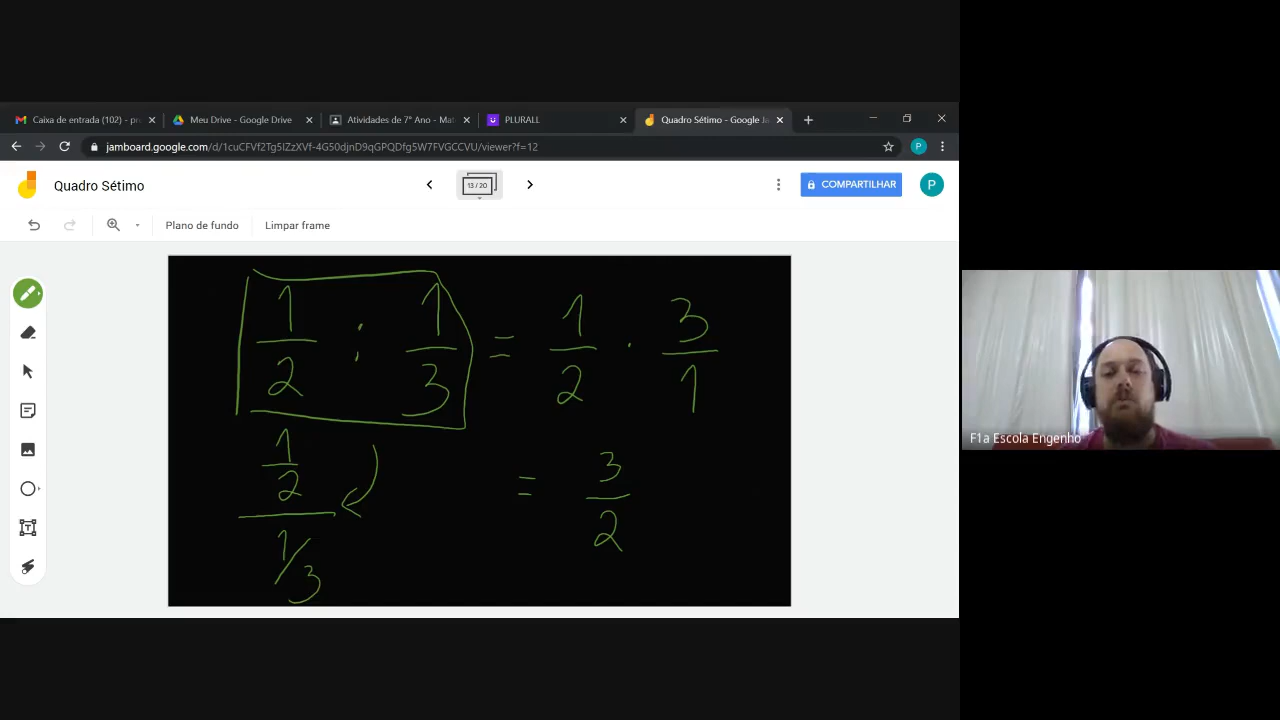 Caixa de entrada (102) - pr
Meu Drive - Google Drive
Atividades de 7° Ano - Mat
PLURALL
Quadro Sétimo - Google Ja
jamboard.google.com/d/1cuCFVf2Tg5IZzXVf-4G50djnD9qGPQDfg5W7FVGCCVU/viewer?f=12
P
Quadro Sétimo
13 / 20
COMPARTILHAR
P
Plano de fundo
Limpar frame
1/2 : 1/3 = 1/2 · 3/1
1/2 = 3/2
1/3
F1a Escola Engenho